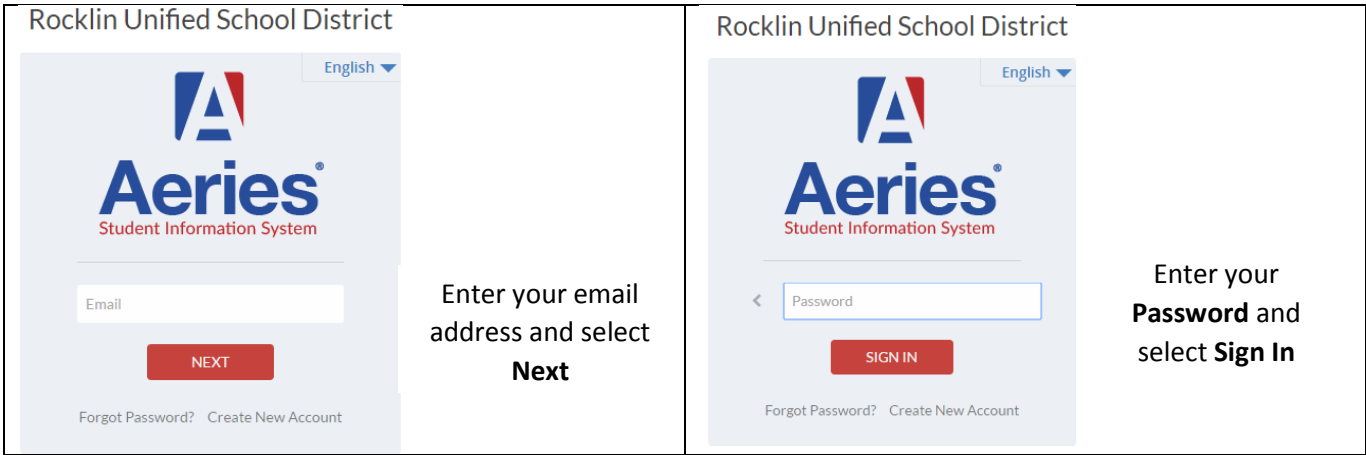 Rocklin Unified School District
English
Aeries®
Student Information System
Email
NEXT
Forgot Password? Create New Account
Enter your email
address and select
Next
Rocklin Unified School District
English
Aeries®
Student Information System
Password
SIGN IN
Forgot Password? Create New Account
Enter your
Password and
select Sign In